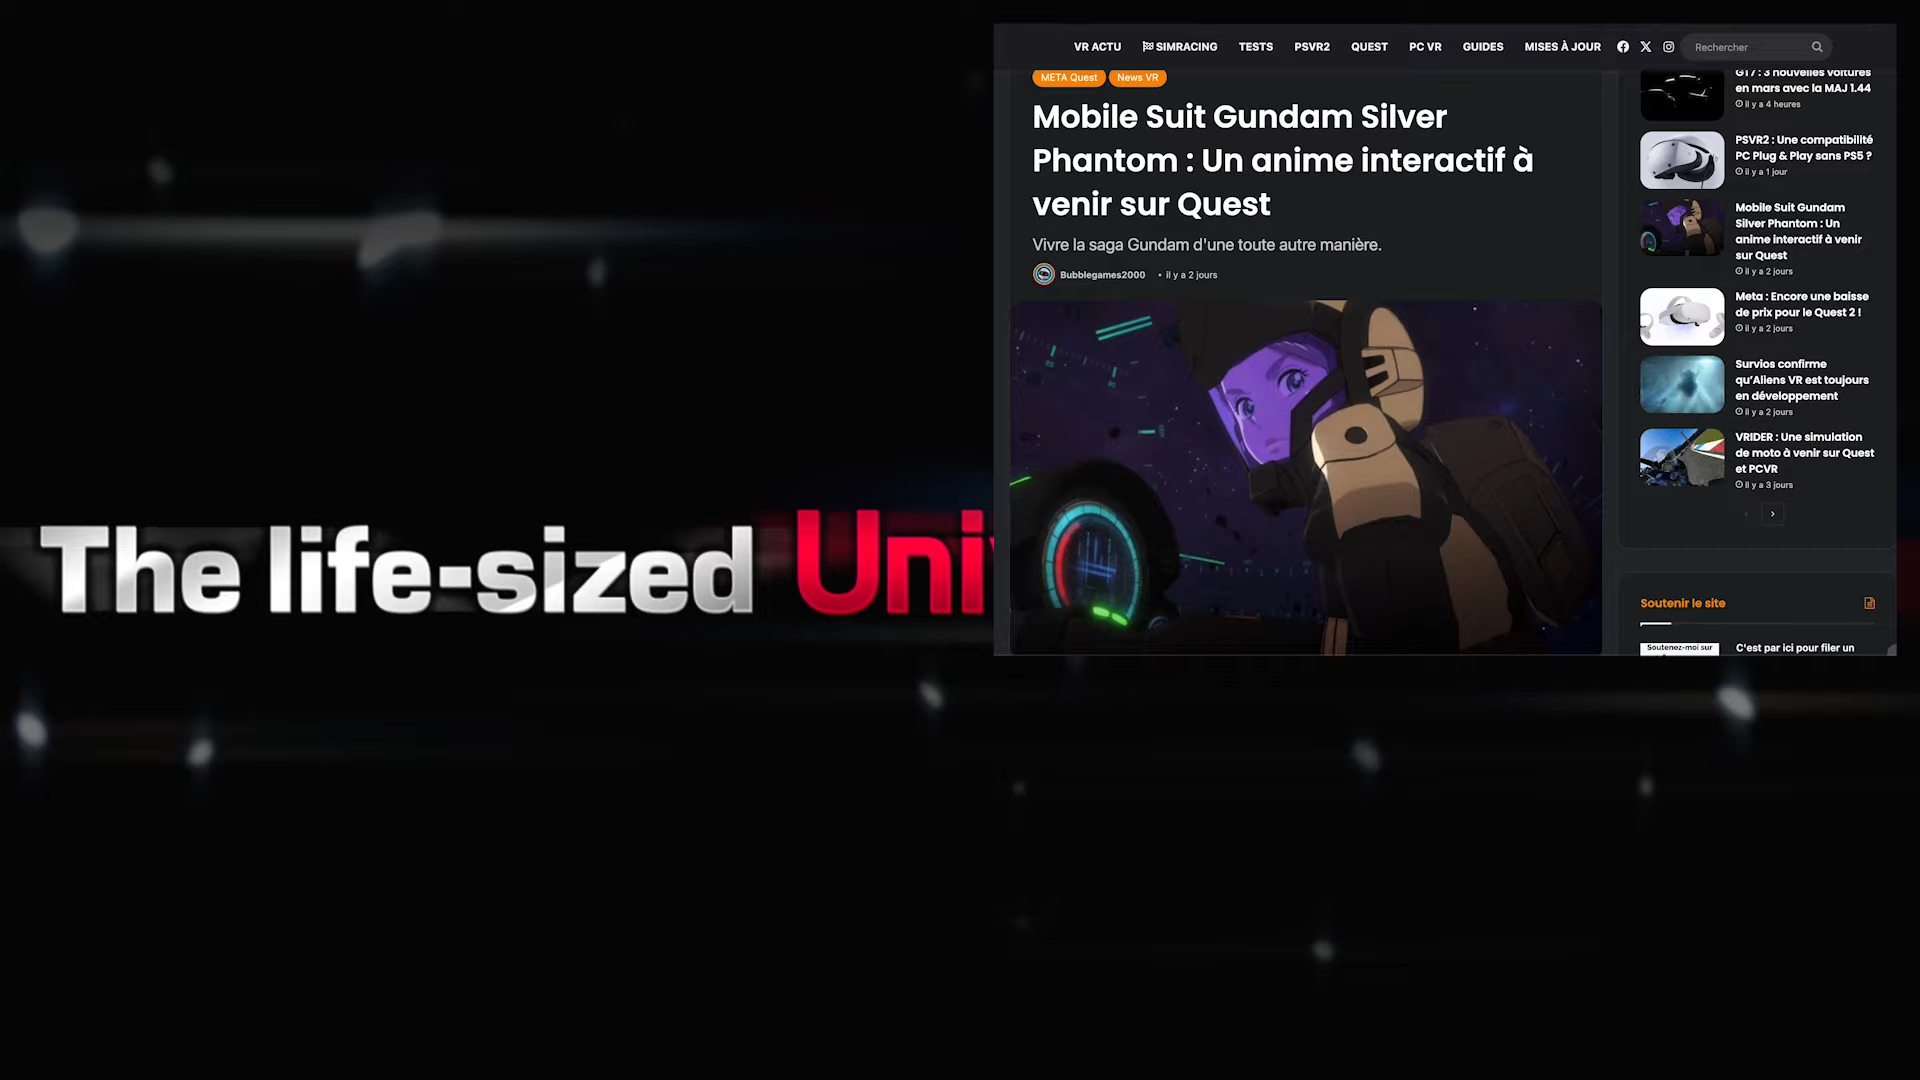 VR ACTU
SIMRACING
TESTS
PSVR2
QUEST
PC VR
GUIDES
MISES À JOUR
Rechercher
META Quest
News VR
Mobile Suit Gundam Silver
Phantom : Un anime interactif à
venir sur Quest
Vivre la saga Gundam d'une toute autre manière.
Bubblegames2000
• il y a 2 jours
GT7 : 3 nouvelles voitures
en mars avec la MAJ 1.44
il y a 4 heures
PSVR2 : Une compatibilité
PC Plug & Play sans PS5 ?
il y a 1 jour
Mobile Suit Gundam
Silver Phantom : Un
anime interactif à venir
sur Quest
il y a 2 jours
Meta : Encore une baisse
de prix pour le Quest 2 !
il y a 2 jours
Survios confirme
qu'Aliens VR est toujours
en développement
il y a 2 jours
VRIDER : Une simulation
de moto à venir sur Quest
et PCVR
il y a 3 jours
Soutenir le site
Soutenez-moi sur
C'est par ici pour filer un
The life-sized Uni